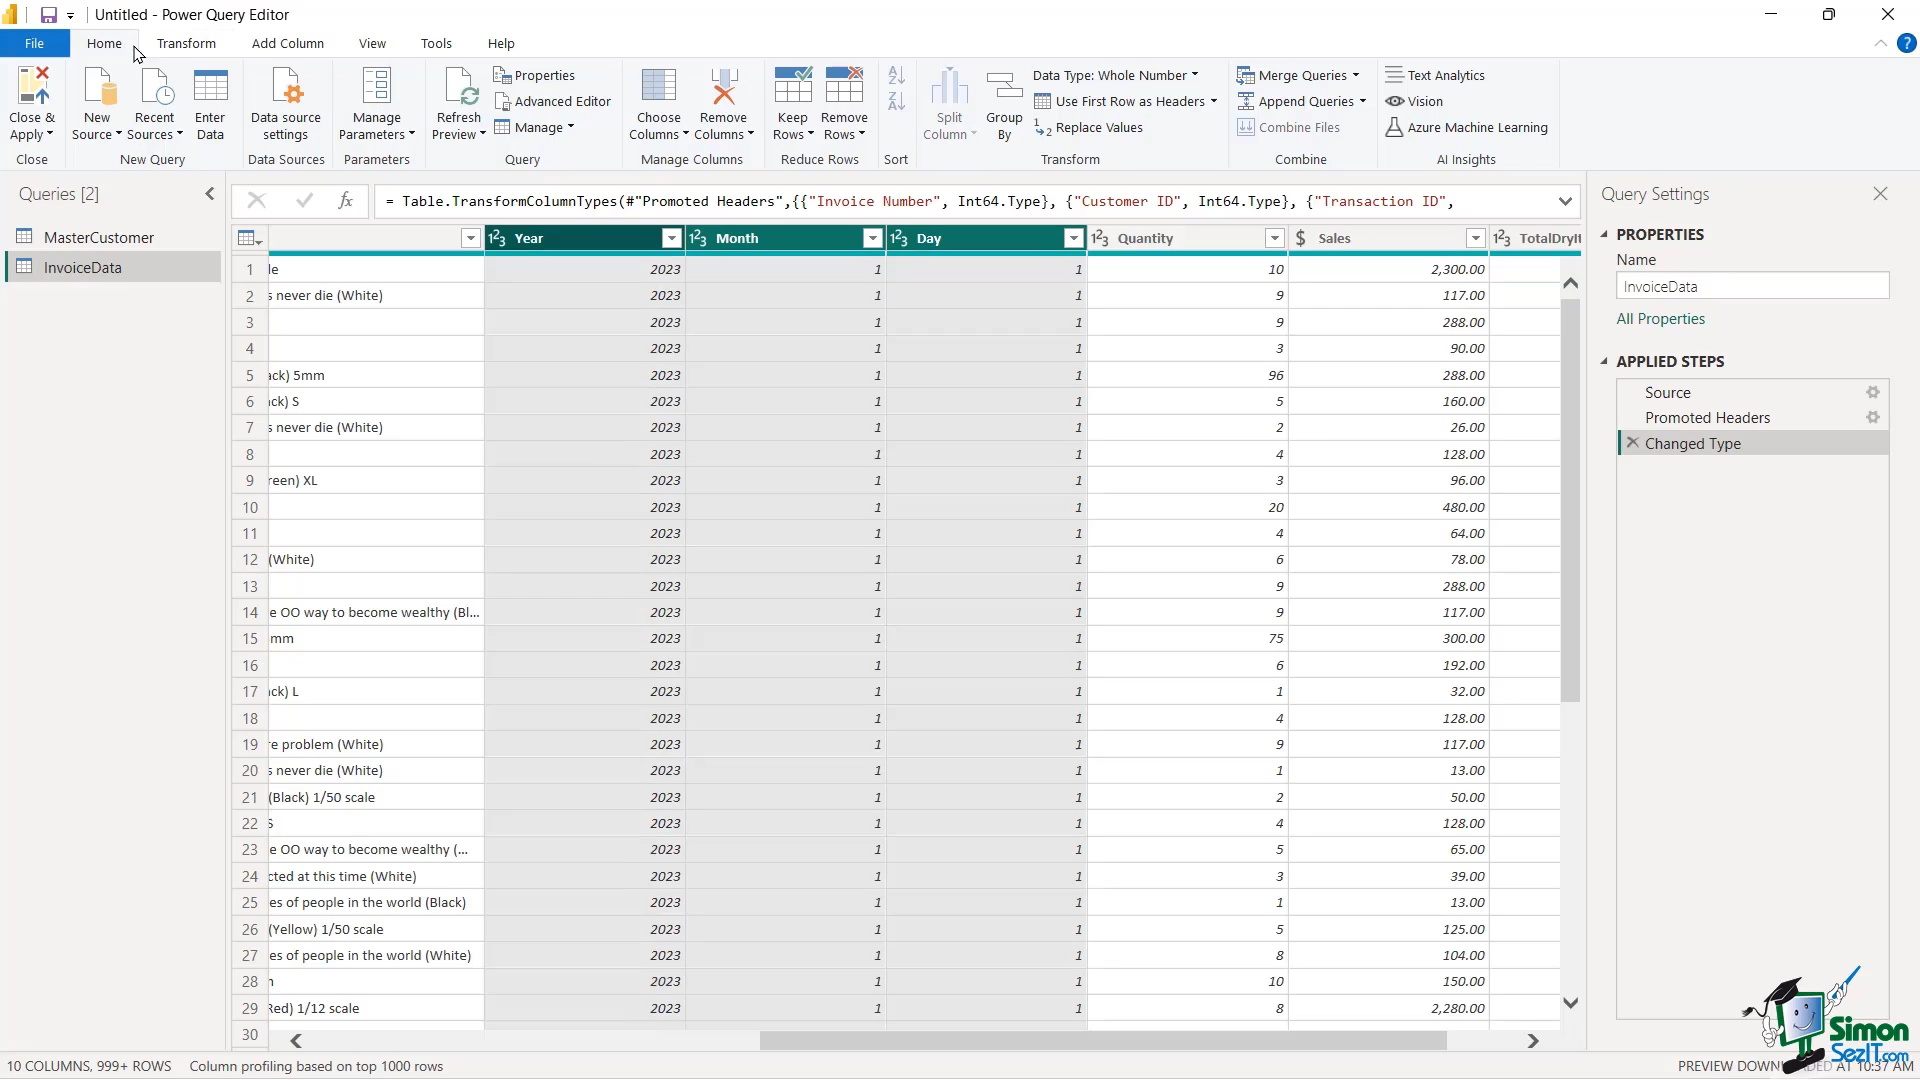 Untitled - Power Query Editor
File Home Transform Add Column View Tools Help
Close & Apply
New Source
Recent Sources
Enter Data
Data source settings
Manage Parameters
Refresh Preview
Properties
Advanced Editor
Manage
Choose Columns
Remove Columns
Keep Rows
Remove Rows
Split Column
Group By
Data Type: Whole Number
Use First Row as Headers
Replace Values
Merge Queries
Append Queries
Combine Files
Text Analytics
Vision
Azure Machine Learning
Close New Query Data Sources Parameters Query Manage Columns Reduce Rows Sort Transform Combine AI Insights
Queries [2]
MasterCustomer
InvoiceData
fx = Table.TransformColumnTypes(#"Promoted Headers",{{"Invoice Number", Int64.Type}, {"Customer ID", Int64.Type}, {"Transaction ID",
Year Month Day Quantity $ Sales TotalDryIt
1 le 2023 1 1 10 2,300.00
2 s never die (White) 2023 1 1 9 117.00
3 2023 1 1 9 288.00
4 2023 1 1 3 90.00
5 ack) 5mm 2023 1 1 96 288.00
6 ack) S 2023 1 1 5 160.00
7 s never die (White) 2023 1 1 2 26.00
8 2023 1 1 4 128.00
9 reen) XL 2023 1 1 3 96.00
10 2023 1 1 20 480.00
11 2023 1 1 4 64.00
12 (White) 2023 1 1 6 78.00
13 2023 1 1 9 288.00
14 e OO way to become wealthy (Bl... 2023 1 1 9 117.00
15 mm 2023 1 1 75 300.00
16 2023 1 1 6 192.00
17 ack) L 2023 1 1 1 32.00
18 2023 1 1 4 128.00
19 re problem (White) 2023 1 1 9 117.00
20 s never die (White) 2023 1 1 1 13.00
21 (Black) 1/50 scale 2023 1 1 2 50.00
22 S 2023 1 1 4 128.00
23 e OO way to become wealthy (... 2023 1 1 5 65.00
24 cted at this time (White) 2023 1 1 3 39.00
25 es of people in the world (Black) 2023 1 1 1 13.00
26 (Yellow) 1/50 scale 2023 1 1 5 125.00
27 es of people in the world (White) 2023 1 1 8 104.00
28 n 2023 1 1 10 150.00
29 Red) 1/12 scale 2023 1 1 8 2,280.00
30
Query Settings
PROPERTIES
Name
InvoiceData
All Properties
APPLIED STEPS
Source
Promoted Headers
Changed Type
Simon
SezIT.com
10 COLUMNS, 999+ ROWS Column profiling based on top 1000 rows
PREVIEW AT 10:37 AM